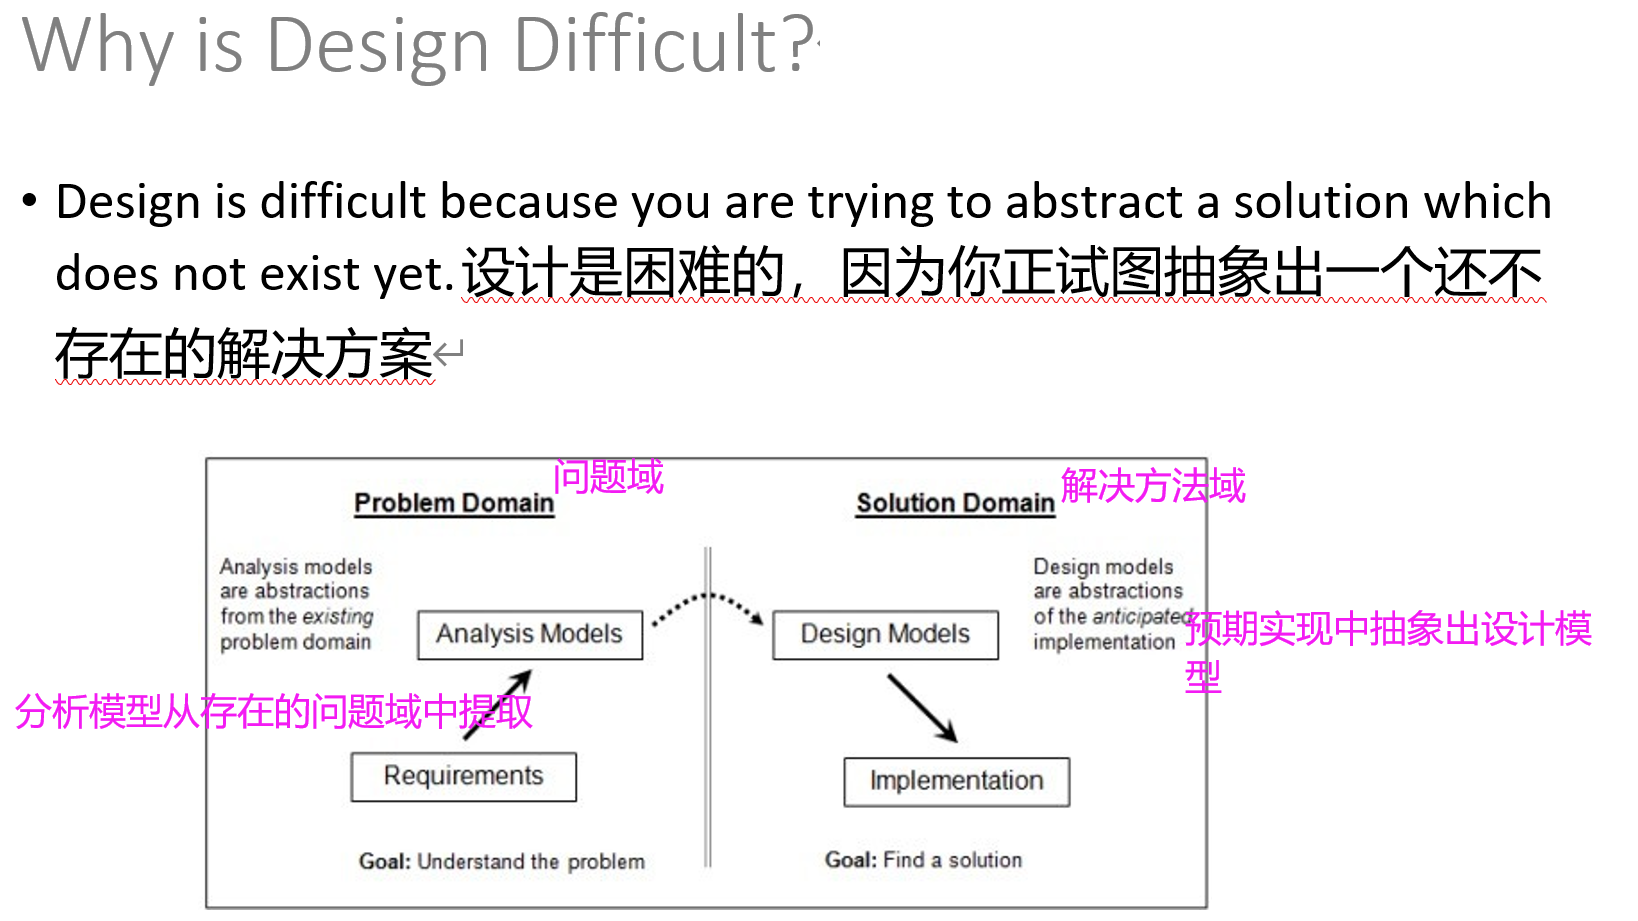 Why is Design Difficult?
• Design is difficult because you are trying to abstract a solution which
does not exist yet.设计是困难的，因为你正试图抽象出一个还不
存在的解决方案↵
Problem Domain
问题域
Solution Domain
解决方法域
Analysis models
are abstractions
from the existing
problem domain
Analysis Models
Design Models
Design models
are abstractions
of the anticipated
implementation
预期实现中抽象出设计模
型
分析模型从存在的问题域中提取
Requirements
Implementation
Goal: Understand the problem
Goal: Find a solution